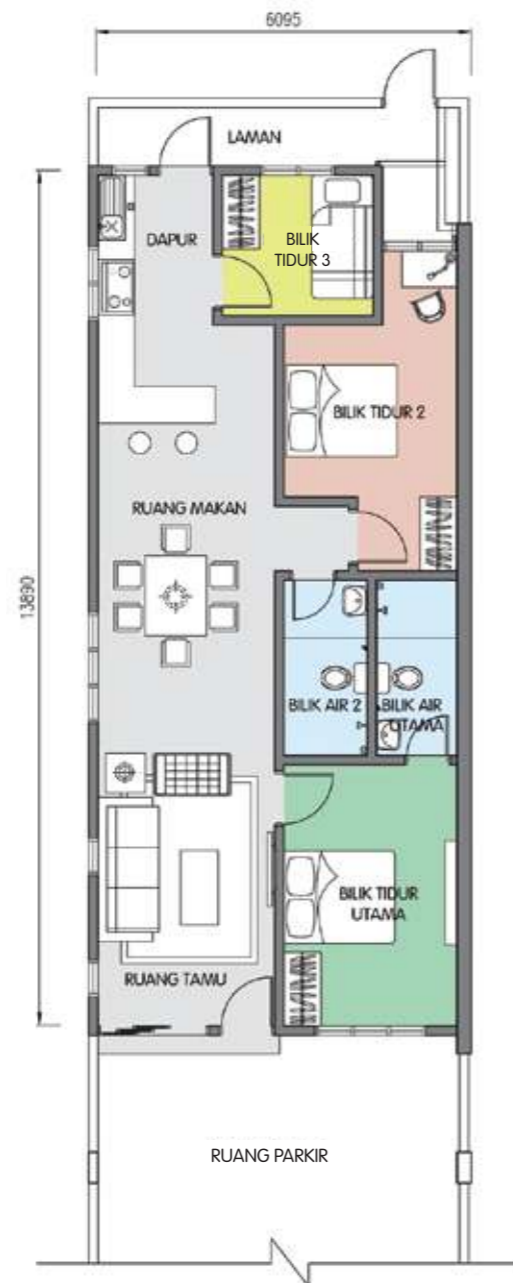 6095
LAMAN
DAPUR
BILIK
TIDUR 3
BILIK TIDUR 2
RUANG MAKAN
13890
BILIK AIR 2
BILIK AIR
UTAMA
BILIK TIDUR
UTAMA
RUANG TAMU
RUANG PARKIR